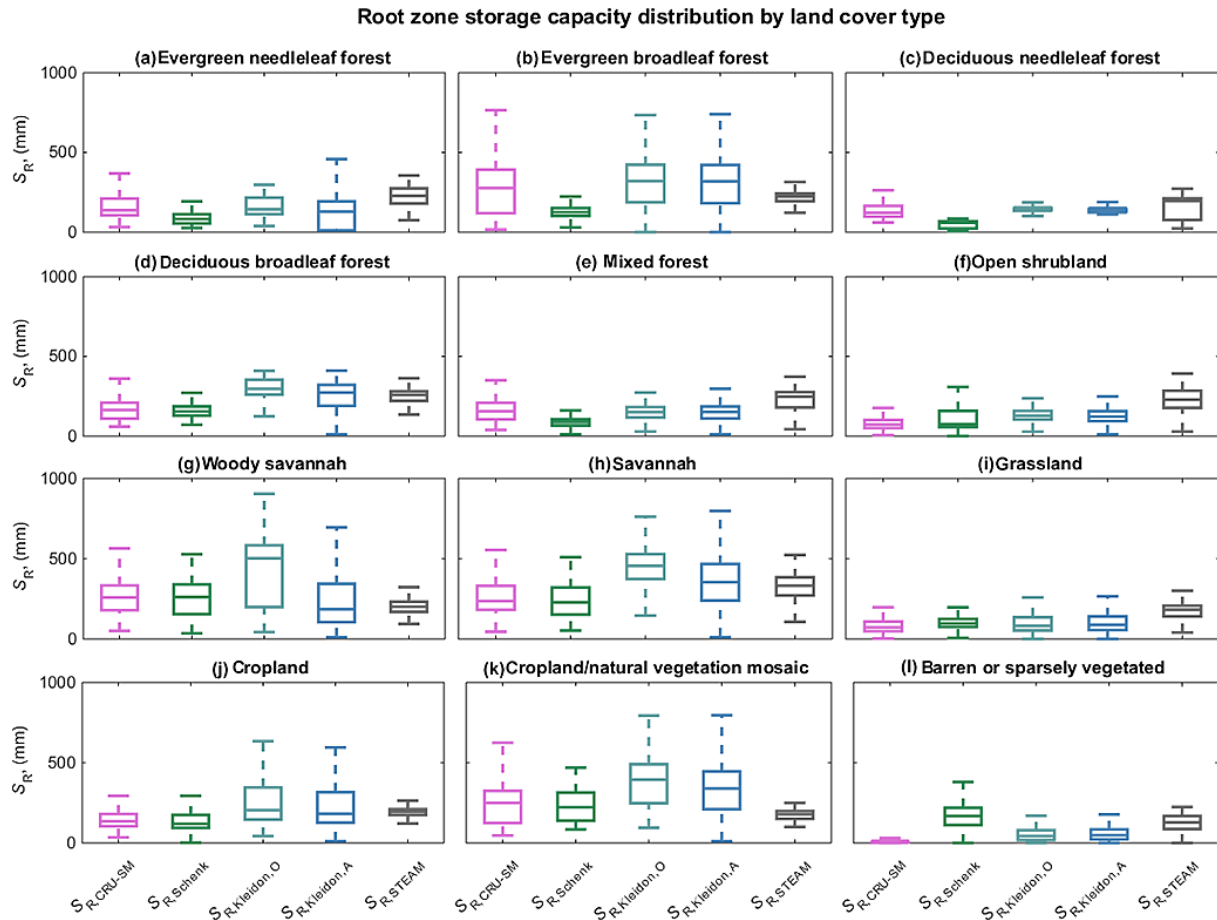 Root zone storage capacity distribution by land cover type
(a)Evergreen needleleaf forest
(b)Evergreen broadleaf forest
(c)Deciduous needleleaf forest
1000
500
0
S_R, (mm)
(d)Deciduous broadleaf forest
(e) Mixed forest
(f)Open shrubland
1000
500
0
S_R, (mm)
(g)Woody savannah
(h)Savannah
(i)Grassland
1000
500
0
S_R, (mm)
(j) Cropland
(k)Cropland/natural vegetation mosaic
(l)Barren or sparsely vegetated
1000
500
0
S_R, (mm)
S_R,CRU-SM
S_R,Schenk
S_R,Kleidon,O
S_R,Kleidon,A
S_R,STEAM
S_R,CRU-SM
S_R,Schenk
S_R,Kleidon,O
S_R,Kleidon,A
S_R,STEAM
S_R,CRU-SM
S_R,Schenk
S_R,Kleidon,O
S_R,Kleidon,A
S_R,STEAM